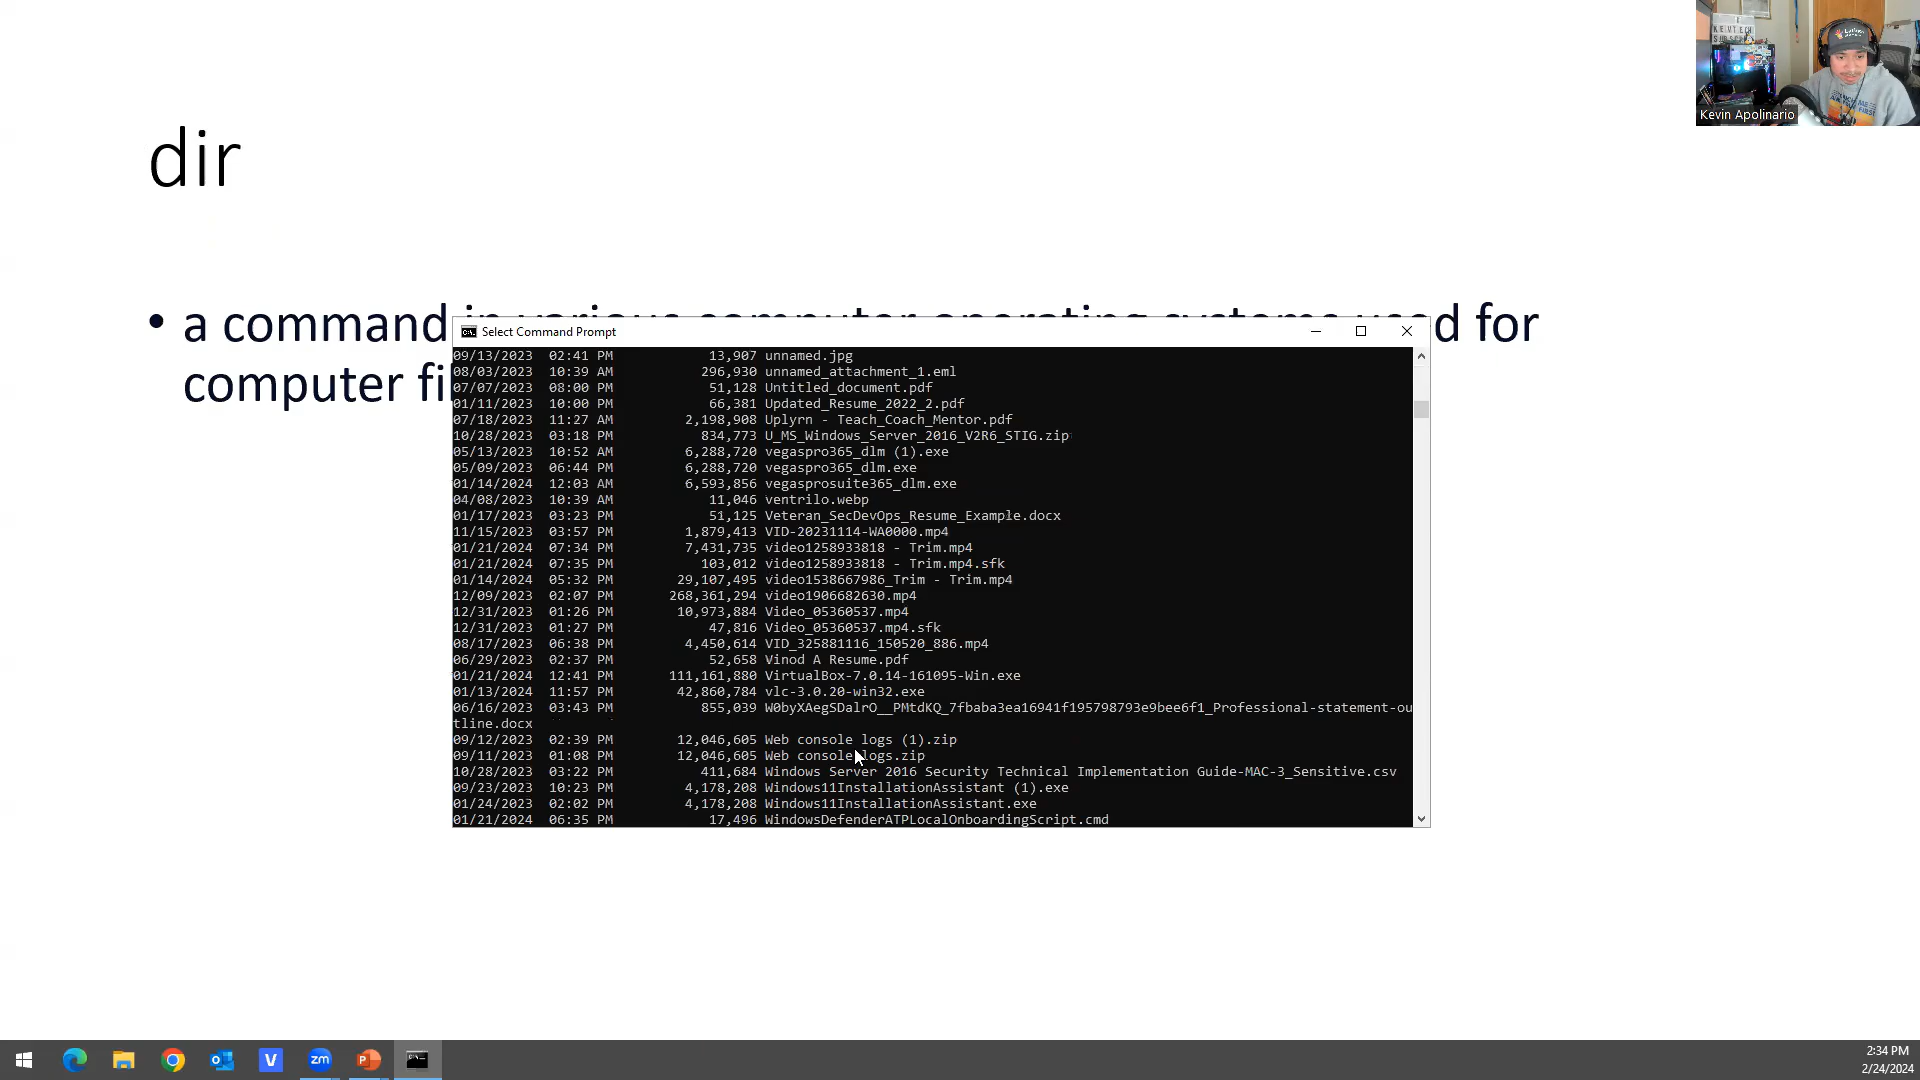 dir
Kevin Apolinario
• a command in various computer operating systems used for
computer fil
Select Command Prompt
09/13/2023 02:41 PM 13,907 unnamed.jpg
08/03/2023 10:39 AM 296,930 unnamed_attachment_1.eml
07/07/2023 08:00 PM 51,128 Untitled_document.pdf
01/11/2023 10:00 PM 66,381 Updated_Resume_2022_2.pdf
07/18/2023 11:27 AM 2,198,908 Uplyrn - Teach_Coach_Mentor.pdf
10/28/2023 03:18 PM 834,773 U_MS_Windows_Server_2016_V2R6_STIG.zip
05/13/2023 10:52 AM 6,288,720 vegaspro365_dlm (1).exe
05/09/2023 06:44 PM 6,288,720 vegaspro365_dlm.exe
01/14/2024 12:03 AM 6,593,856 vegasprosuite365_dlm.exe
04/08/2023 10:39 AM 11,046 ventrilo.webp
01/17/2023 03:23 PM 51,125 Veteran_SecDevOps_Resume_Example.docx
11/15/2023 03:57 PM 1,879,413 VID-20231114-WA0000.mp4
01/21/2024 07:34 PM 7,431,735 video1258933818 - Trim.mp4
01/21/2024 07:35 PM 103,012 video1258933818 - Trim.mp4.sfk
01/14/2024 05:32 PM 29,107,495 video1538667986_Trim - Trim.mp4
12/09/2023 02:07 PM 268,361,294 video1906682630.mp4
12/31/2023 01:26 PM 10,973,884 Video_05360537.mp4
12/31/2023 01:27 PM 47,816 Video_05360537.mp4.sfk
08/17/2023 06:38 PM 4,450,614 VID_325881116_150520_886.mp4
06/29/2023 02:37 PM 52,658 Vinod A Resume.pdf
01/21/2024 12:41 PM 111,161,880 VirtualBox-7.0.14-161095-Win.exe
01/13/2024 11:57 PM 42,860,784 vlc-3.0.20-win32.exe
06/16/2023 03:43 PM 855,039 W0byXAegSDalrO__PMtdKQ_7fbaba3ea16941f195798793e9bee6f1_Professional-statement-ou
tline.docx
09/12/2023 02:39 PM 12,046,605 Web console logs (1).zip
09/11/2023 01:08 PM 12,046,605 Web console logs.zip
10/28/2023 03:22 PM 411,684 Windows Server 2016 Security Technical Implementation Guide-MAC-3_Sensitive.csv
09/23/2023 10:23 PM 4,178,208 Windows11InstallationAssistant (1).exe
01/24/2023 02:02 PM 4,178,208 Windows11InstallationAssistant.exe
01/21/2024 06:35 PM 17,496 WindowsDefenderATPLocalOnboardingScript.cmd
zm
2:34 PM
2/24/2024